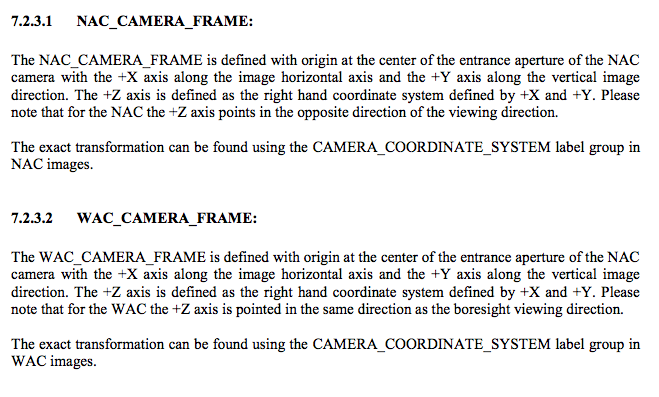 7.2.3.1 NAC_CAMERA_FRAME:
The NAC_CAMERA_FRAME is defined with origin at the center of the entrance aperture of the NAC
camera with the +X axis along the image horizontal axis and the +Y axis along the vertical image
direction. The +Z axis is defined as the right hand coordinate system defined by +X and +Y. Please
note that for the NAC the +Z axis points in the opposite direction of the viewing direction.
The exact transformation can be found using the CAMERA_COORDINATE_SYSTEM label group in
NAC images.
7.2.3.2 WAC_CAMERA_FRAME:
The WAC_CAMERA_FRAME is defined with origin at the center of the entrance aperture of the NAC
camera with the +X axis along the image horizontal axis and the +Y axis along the vertical image
direction. The +Z axis is defined as the right hand coordinate system defined by +X and +Y. Please
note that for the WAC the +Z axis is pointed in the same direction as the boresight viewing direction.
The exact transformation can be found using the CAMERA_COORDINATE_SYSTEM label group in
WAC images.